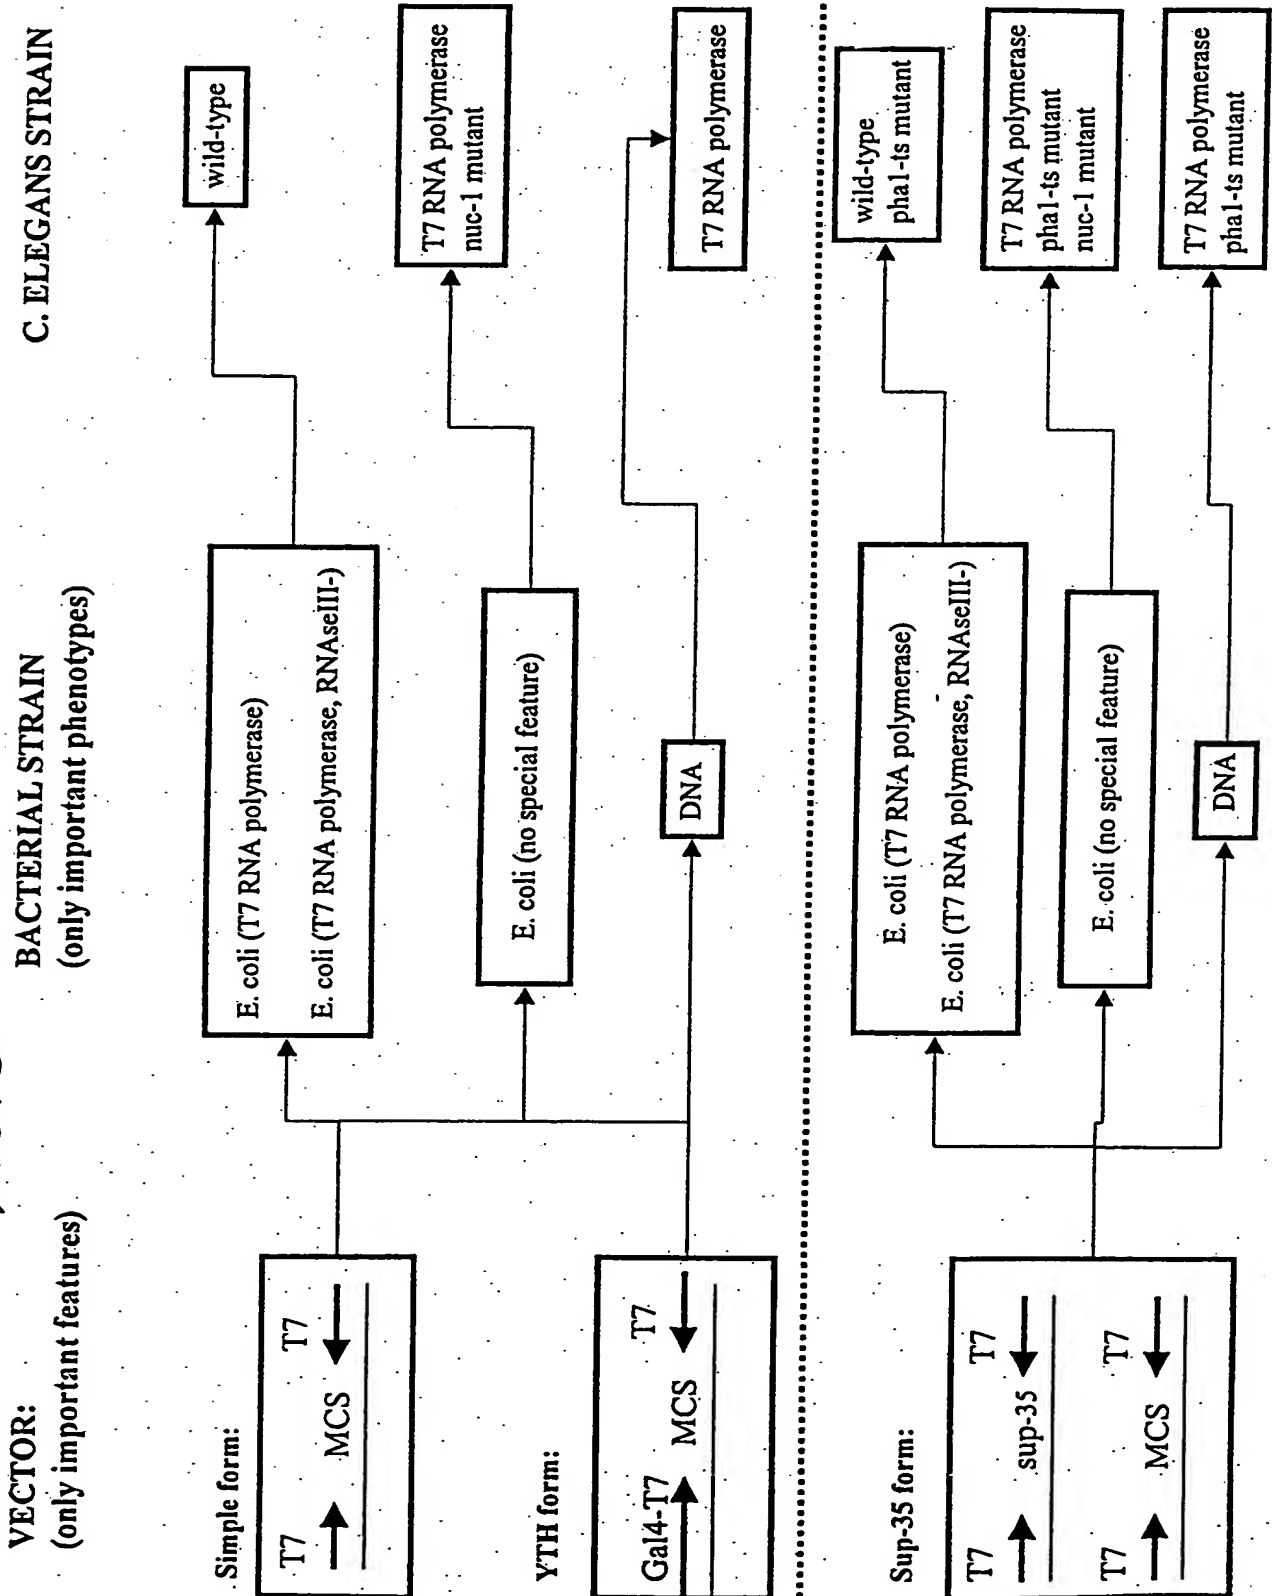 VECTOR:
(only important features)
BACTERIAL STRAIN
(only important phenotypes)
C. ELEGANS STRAIN
Simple form:
T7 T7
MCS
E. coli (T7 RNA polymerase)
E. coli (T7 RNA polymerase, RNAseIII-)
wild-type
E. coli (no special feature)
T7 RNA polymerase
nuc-1 mutant
YTH form:
Gal4-T7 T7
MCS
DNA
T7 RNA polymerase
Sup-35 form:
T7 T7
sup-35
T7 T7
MCS
E. coli (T7 RNA polymerase)
E. coli (T7 RNA polymerase, RNAseIII-)
wild-type
pha1-ts mutant
E. coli (no special feature)
T7 RNA polymerase
pha1-ts mutant
nuc-1 mutant
DNA
T7 RNA polymerase
pha1-ts mutant